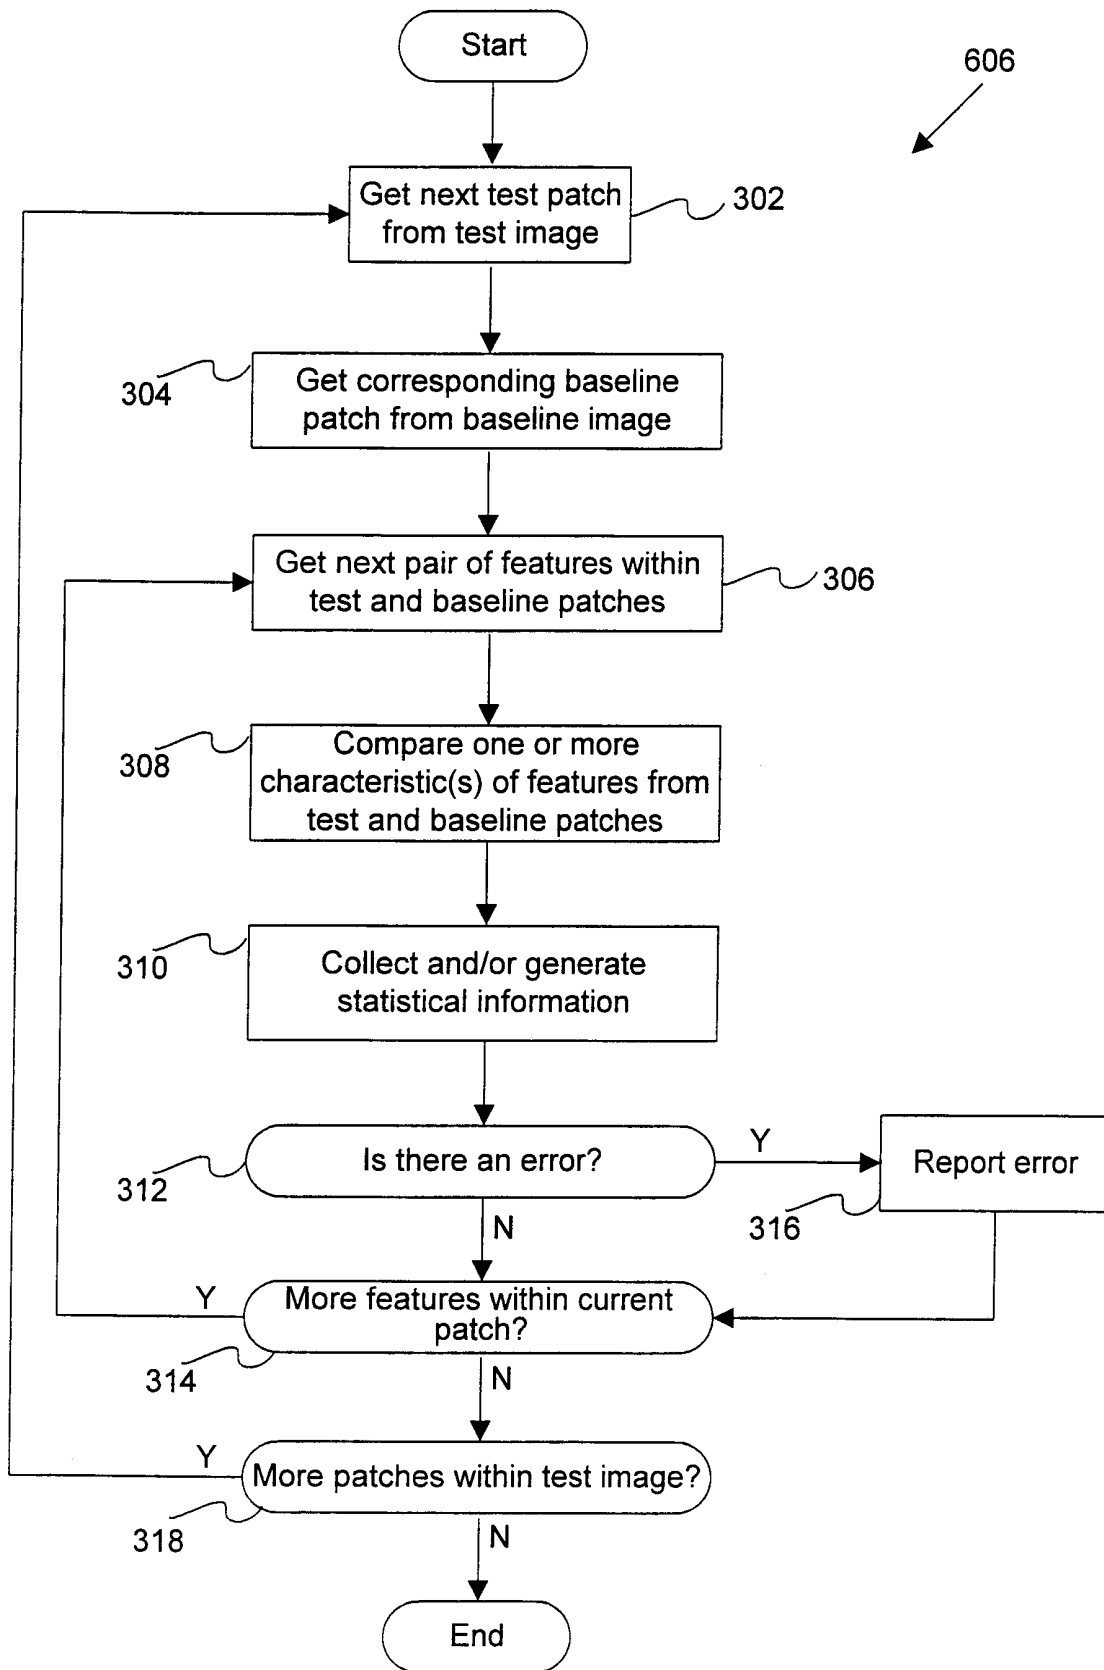 Start
606
Get next test patch
from test image
302
304
Get corresponding baseline
patch from baseline image
Get next pair of features within
test and baseline patches
306
308
Compare one or more
characteristic(s) of features from
test and baseline patches
310
Collect and/or generate
statistical information
312
Is there an error?
Y
Report error
316
N
Y
More features within current
patch?
314
N
Y
More patches within test image?
318
N
End